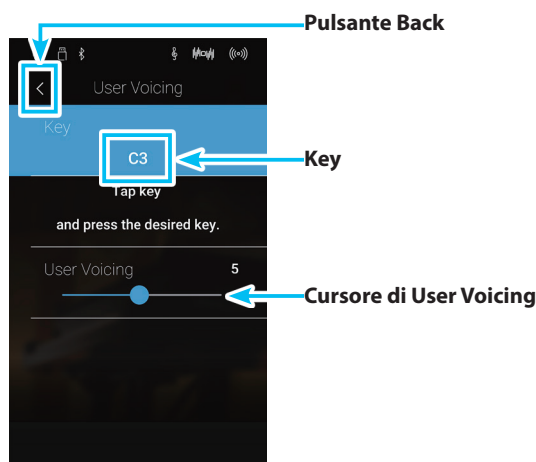 Pulsante Back
User Voicing
Key
C3
Key
Tap key
and press the desired key.
User Voicing 5
Cursore di User Voicing